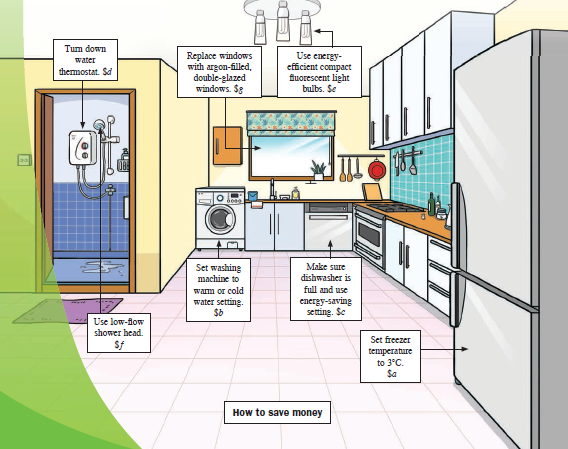 Turn down
water
thermostat. $d
Replace windows
with argon-filled,
double-glazed
windows. $g
Use energy-
efficient compact
fluorescent light
bulbs. $e
Set washing
machine to
warm or cold
water setting.
$b
Make sure
dishwasher is
full and use
energy-saving
setting. $c
Use low-flow
shower head.
$f
Set freezer
temperature
to 3°C.
$a
How to save money